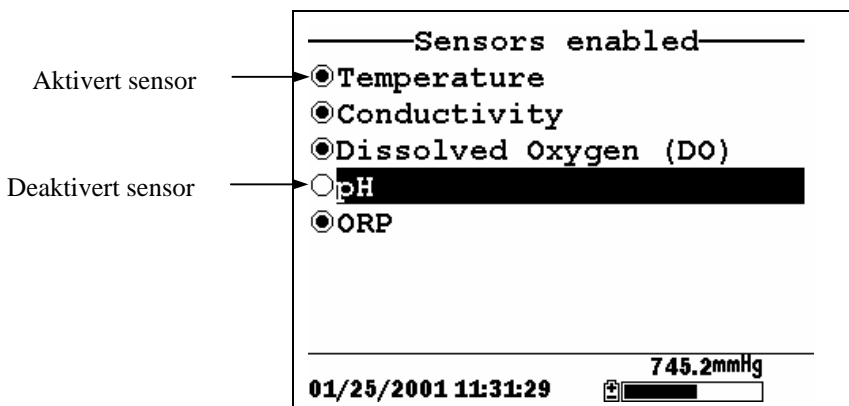 Sensors enabled
Aktivert sensor
Temperature
Conductivity
Dissolved Oxygen (DO)
Deaktivert sensor
pH
ORP
745.2mmHg
01/25/2001 11:31:29